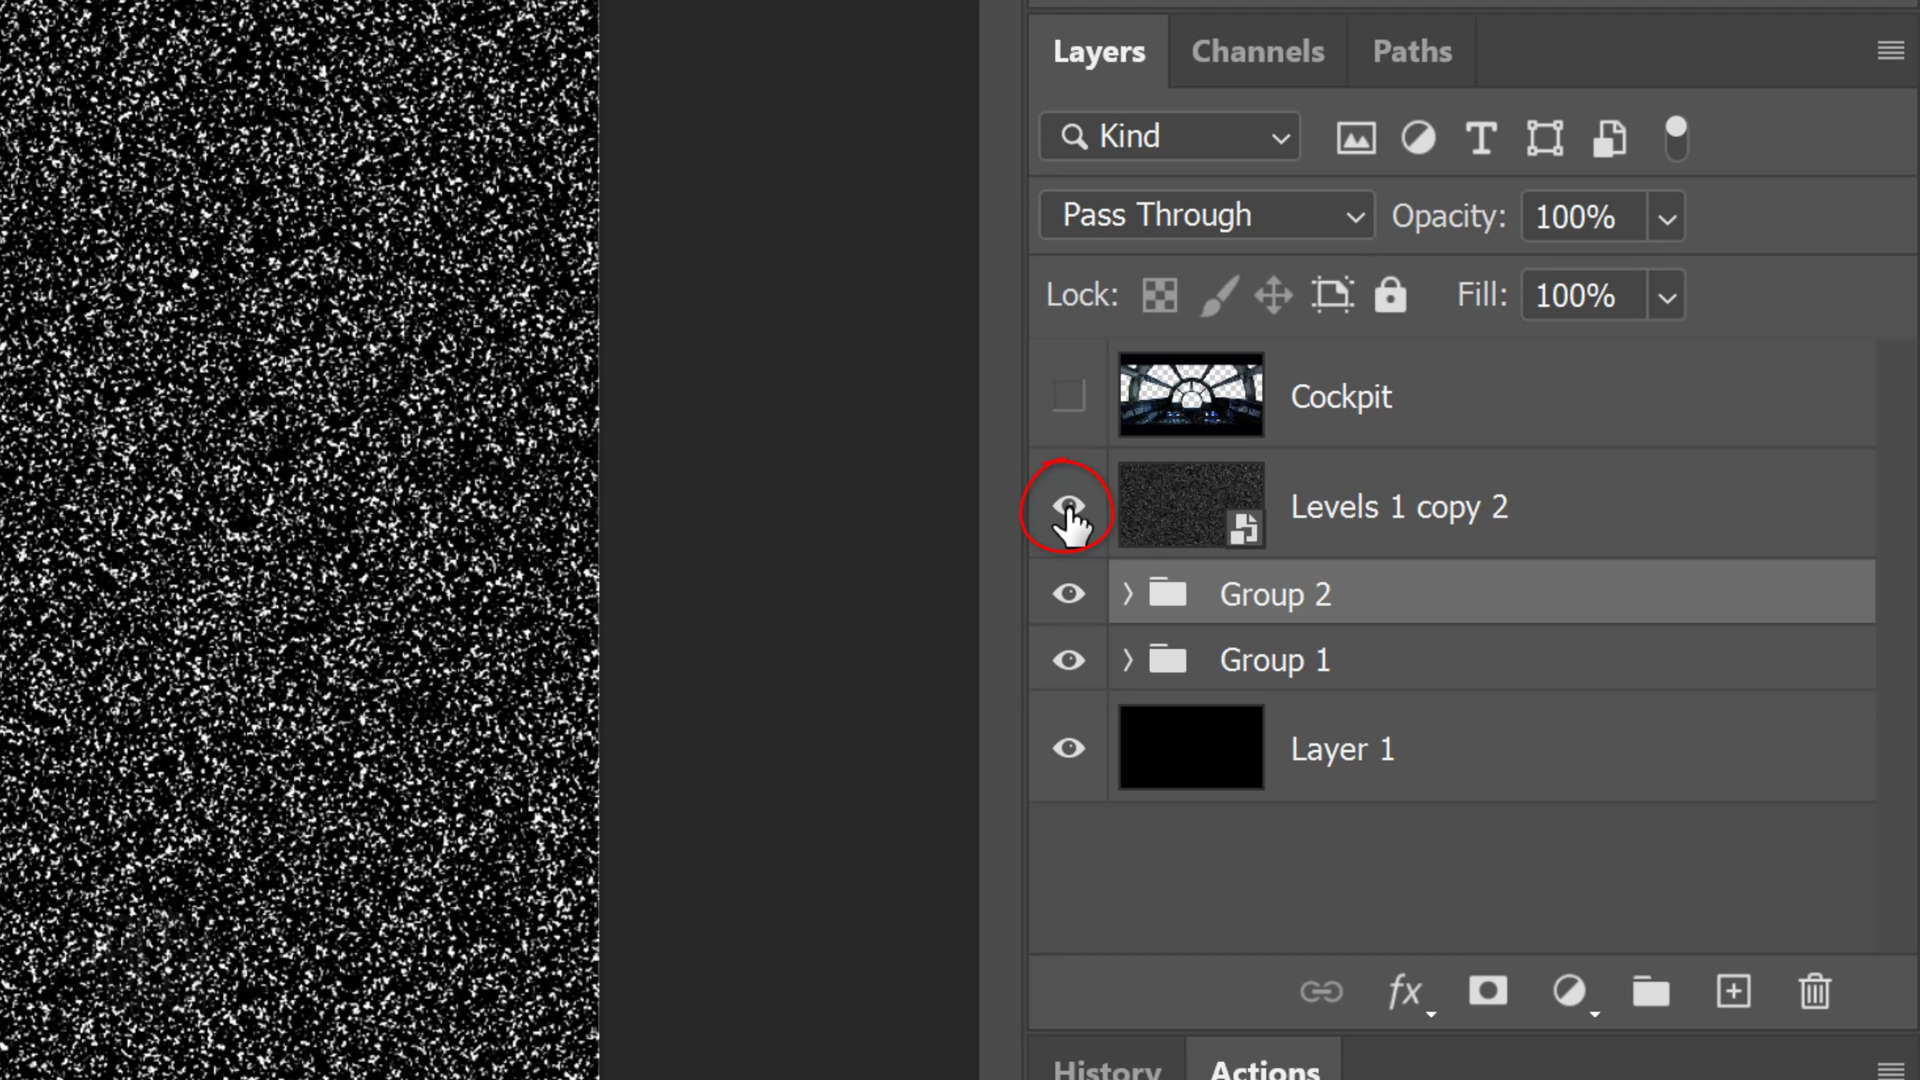 Layers Channels Paths
Kind
Pass Through Opacity: 100%
Lock: Fill: 100%
Cockpit
Levels 1 copy 2
Group 2
Group 1
Layer 1
fx
History Actions